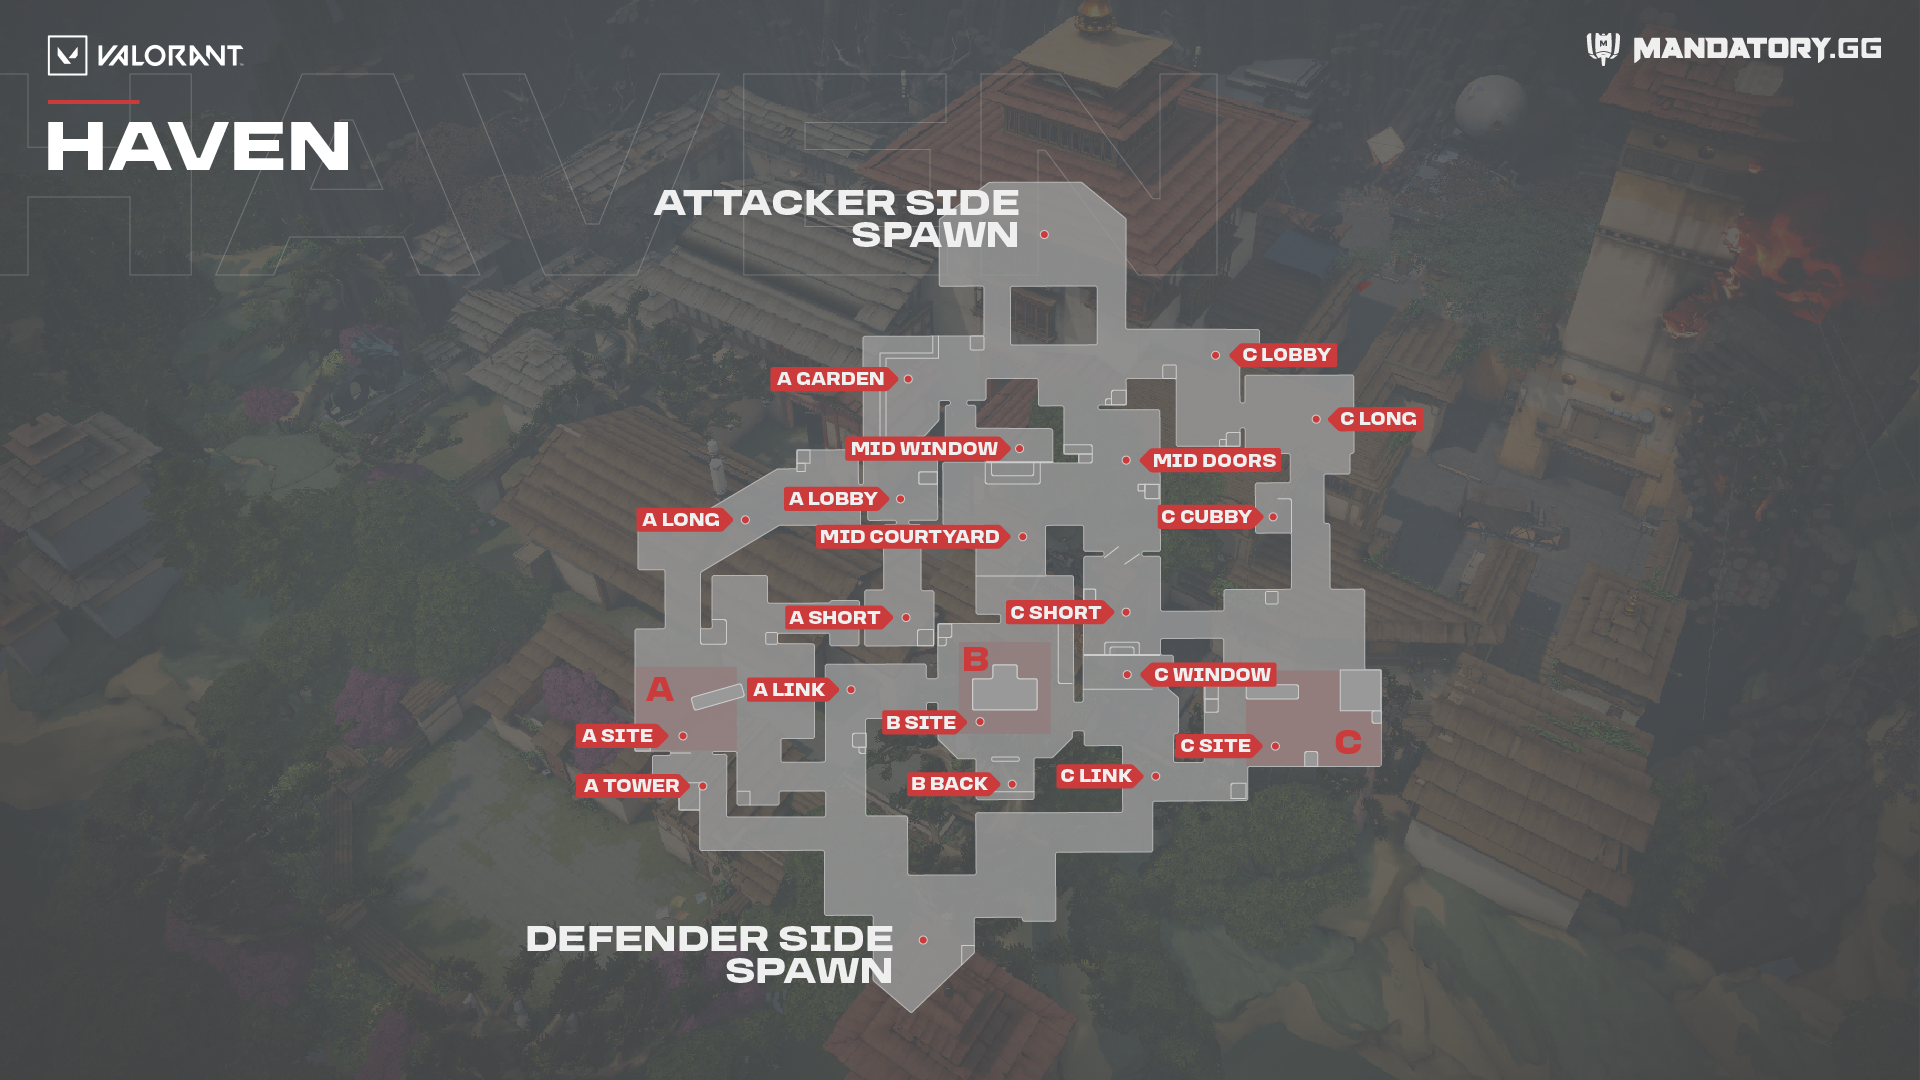 VALORANT
MANDATORY.GG
HAVEN
HAVEN
ATTACKER SIDE
SPAWN
C LOBBY
A GARDEN
C LONG
MID WINDOW
MID DOORS
A LOBBY
C CUBBY
A LONG
MID COURTYARD
C SHORT
A SHORT
B
C WINDOW
A
A LINK
B SITE
A SITE
C SITE
C
C LINK
B BACK
A TOWER
DEFENDER SIDE
SPAWN